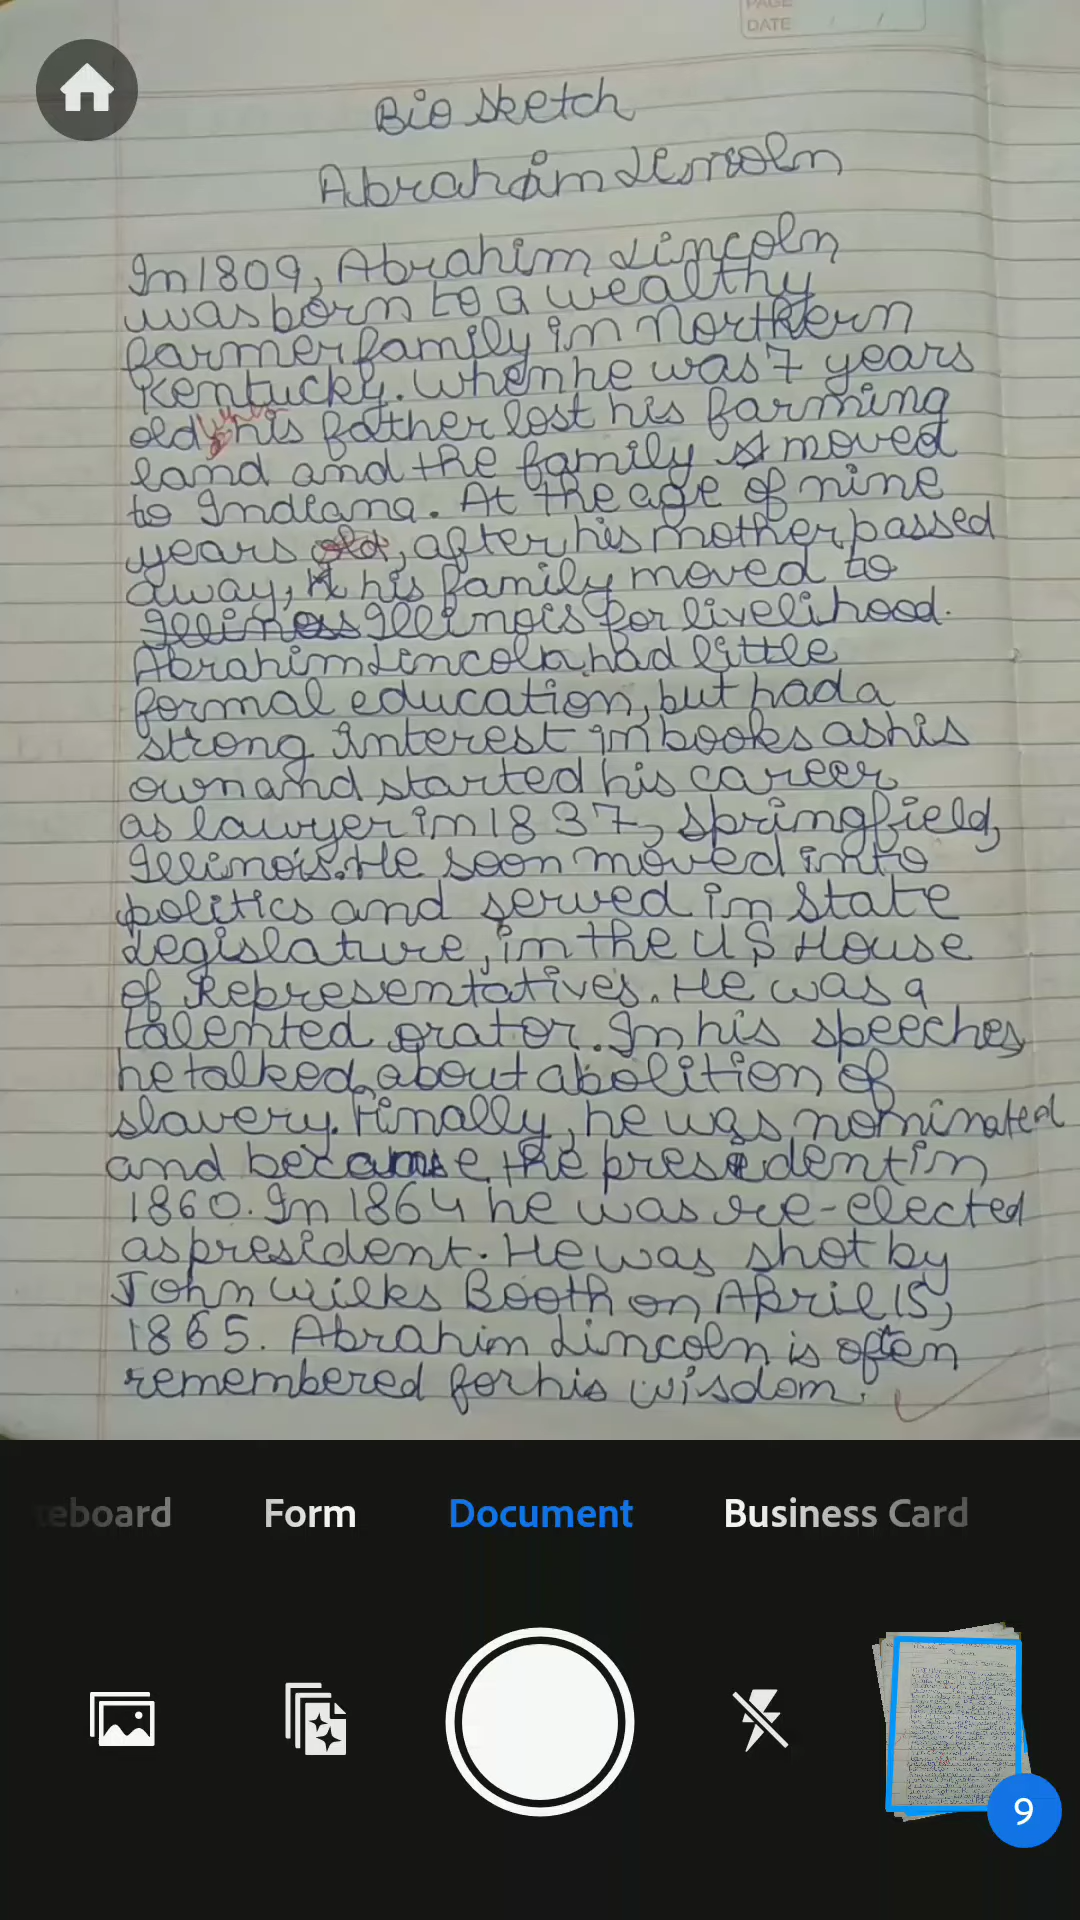 PAGE
DATE / /
Bio Sketch
Abrahim Lincoln
In 1809, Abrahim Lincoln
was born to a wealthy
farmer family in Northern
Kentucky. When he was 7 years
old, his father lost his farming
land and the family moved
to Indiana. At the age of nine
years old, after his mother passed
away, his family moved to
Illinois for livelihood.
Abrahim Lincoln had little
formal education, but had a
strong interest in books as his
own and started his career
as lawyer in 1837, Springfield,
Illinois. He soon moved into
politics and served in State
Legislature, in the US House
of Representatives. He was a
talented orator. In his speeches
he talked about abolition of
slavery. Finally, he was nominated
and became the president in
1860. In 1864 he was re-elected
as president. He was shot by
John Wilks Booth on April 15,
1865. Abrahim Lincoln is often
remembered for his wisdom.
eboard Form Document Business Card
9